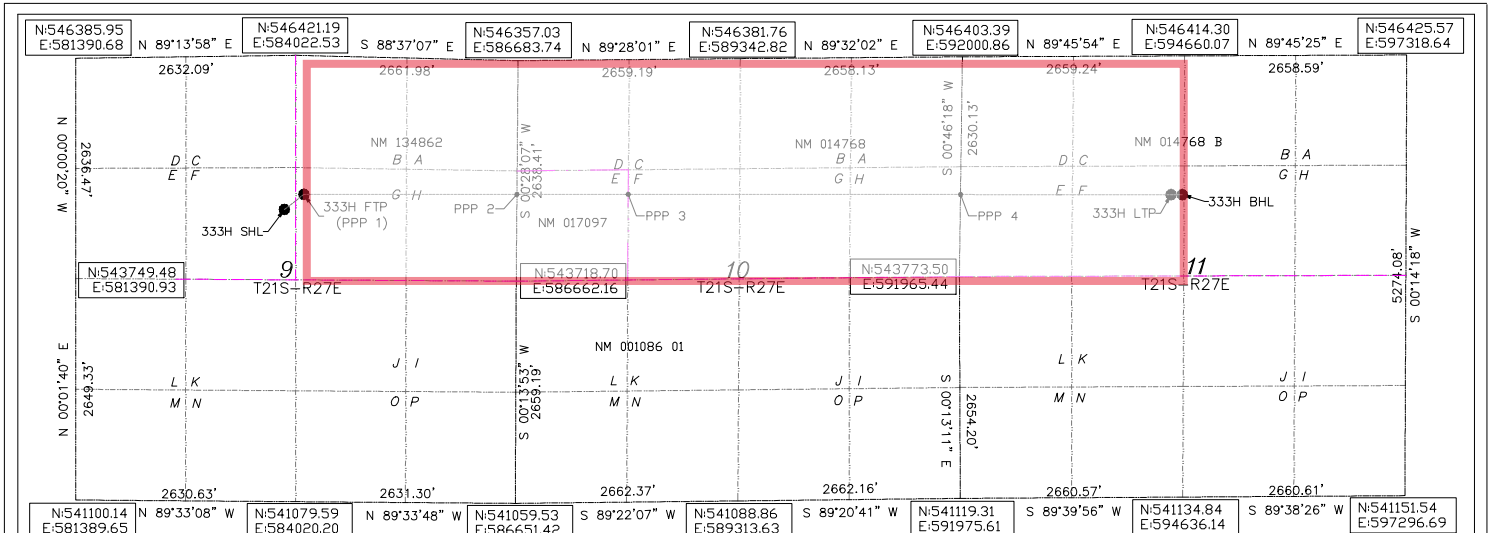 N:546385.95
E:581390.68
N 89°13'58" E
N:546421.19
E:584022.53
S 88°37'07" E
N:546357.03
E:586683.74
N 89°28'01" E
N:546381.76
E:589342.82
N 89°32'02" E
N:546403.39
E:592000.86
N 89°45'54" E
N:546414.30
E:594660.07
N 89°45'25" E
N:546425.57
E:597318.64
2632.09'
2661.98'
2659.19'
2658.13'
2659.24'
2658.59'
N 00°00'20" W
2636.47'
S 00°28'07" W
2638.41'
S 00°46'18" W
2630.13'
NM 134862
NM 014768
NM 014768 B
D C
B A
D C
B A
D C
B A
E F
G H
E F
G H
E F
G H
333H SHL
333H FTP
(PPP 1)
PPP 2
NM 017097
PPP 3
PPP 4
333H LTP
333H BHL
5274.08'
S 00°14'18" W
N:543749.48
E:581390.93
9
T21S-R27E
N:543718.70
E:586662.16
10
T21S-R27E
N:543773.50
E:591965.44
11
T21S-R27E
N 00°01'40" E
2649.33'
S 00°13'53" W
2659.19'
NM 001086 01
S 00°13'11" E
2654.20'
L K
J I
L K
J I
L K
J I
M N
O P
M N
O P
M N
O P
2630.63'
2631.30'
2662.37'
2662.16'
2660.57'
2660.61'
N:541100.14
E:581389.65
N 89°33'08" W
N:541079.59
E:584020.20
N 89°33'48" W
N:541059.53
E:586651.42
S 89°22'07" W
N:541088.86
E:589313.63
S 89°20'41" W
N:541119.31
E:591975.61
S 89°39'56" W
N:541134.84
E:594636.14
S 89°38'26" W
N:541151.54
E:597296.69